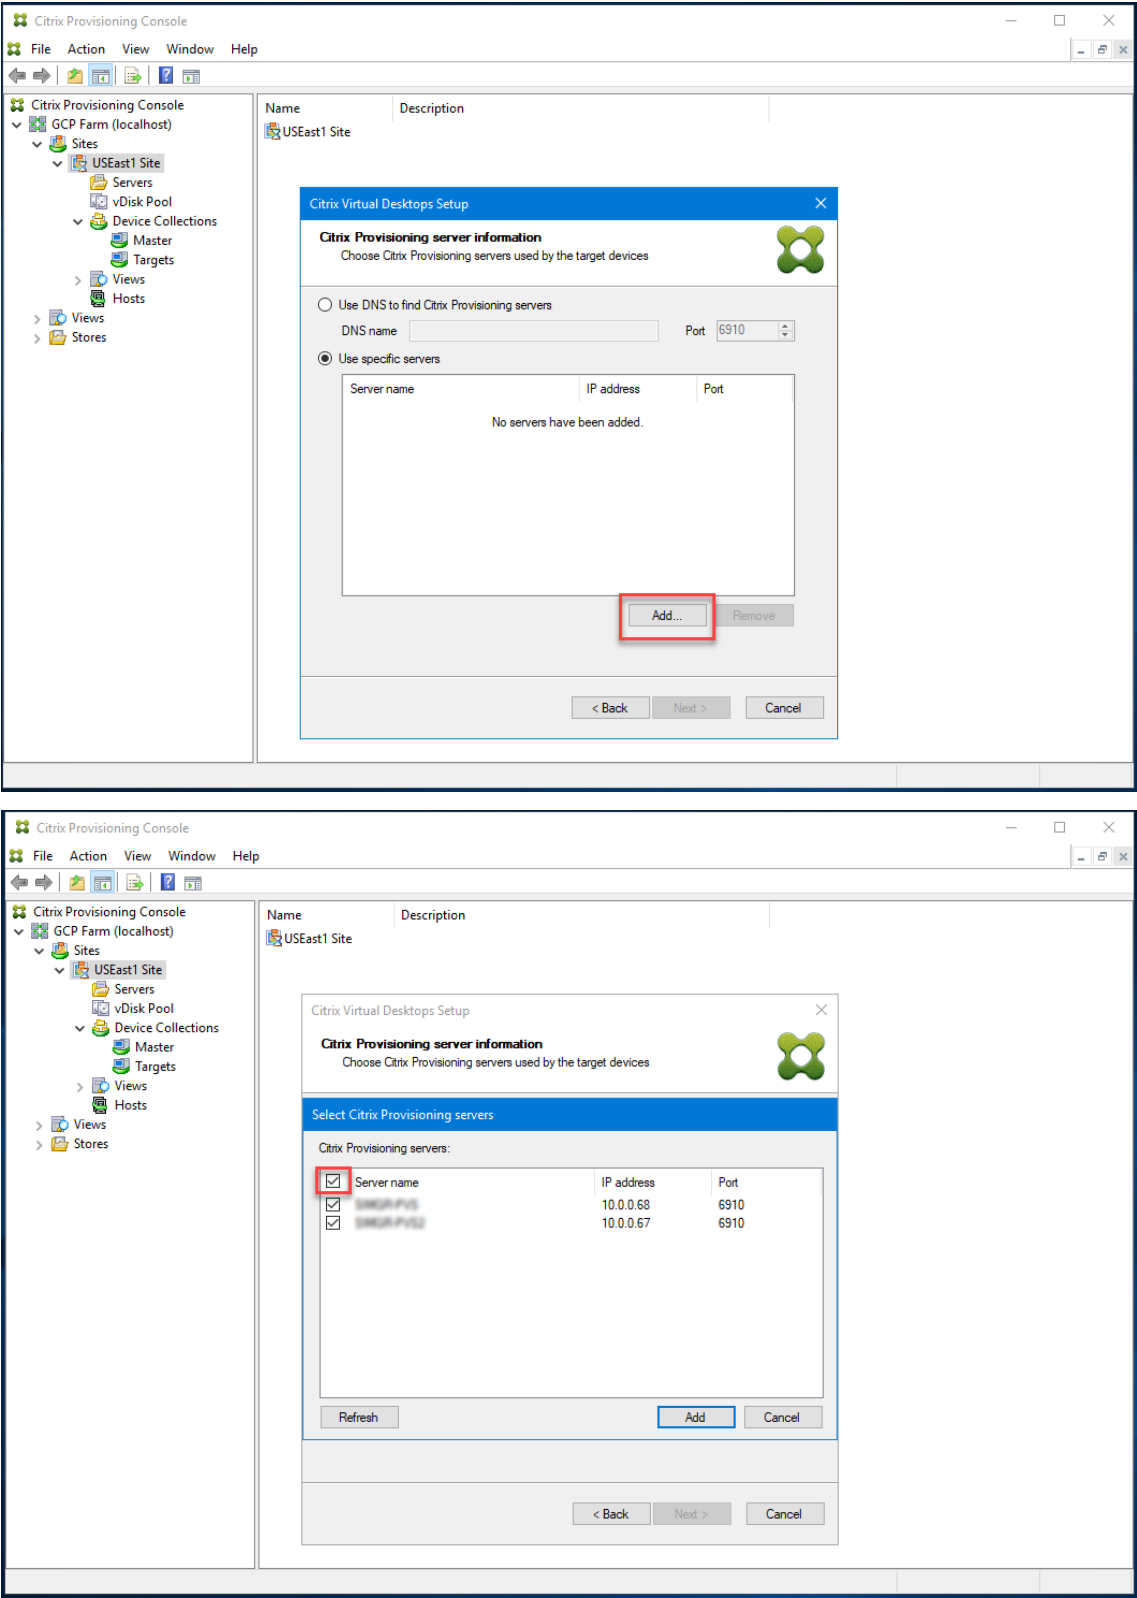 Citrix Provisioning Console
File Action View Window Help
Citrix Provisioning Console
GCP Farm (localhost)
Sites
USEast1 Site
Servers
vDisk Pool
Device Collections
Master
Targets
Views
Hosts
Views
Stores
Name Description
USEast1 Site
Citrix Virtual Desktops Setup
Citrix Provisioning server information
Choose Citrix Provisioning servers used by the target devices
Use DNS to find Citrix Provisioning servers
DNS name Port 6910
Use specific servers
Server name IP address Port
No servers have been added.
Add... Remove
< Back Next > Cancel
Citrix Provisioning Console
File Action View Window Help
Citrix Provisioning Console
GCP Farm (localhost)
Sites
USEast1 Site
Servers
vDisk Pool
Device Collections
Master
Targets
Views
Hosts
Views
Stores
Name Description
USEast1 Site
Citrix Virtual Desktops Setup
Citrix Provisioning server information
Choose Citrix Provisioning servers used by the target devices
Select Citrix Provisioning servers
Citrix Provisioning servers:
Server name IP address Port
10.0.0.68 6910
10.0.0.67 6910
Refresh Add Cancel
< Back Next > Cancel